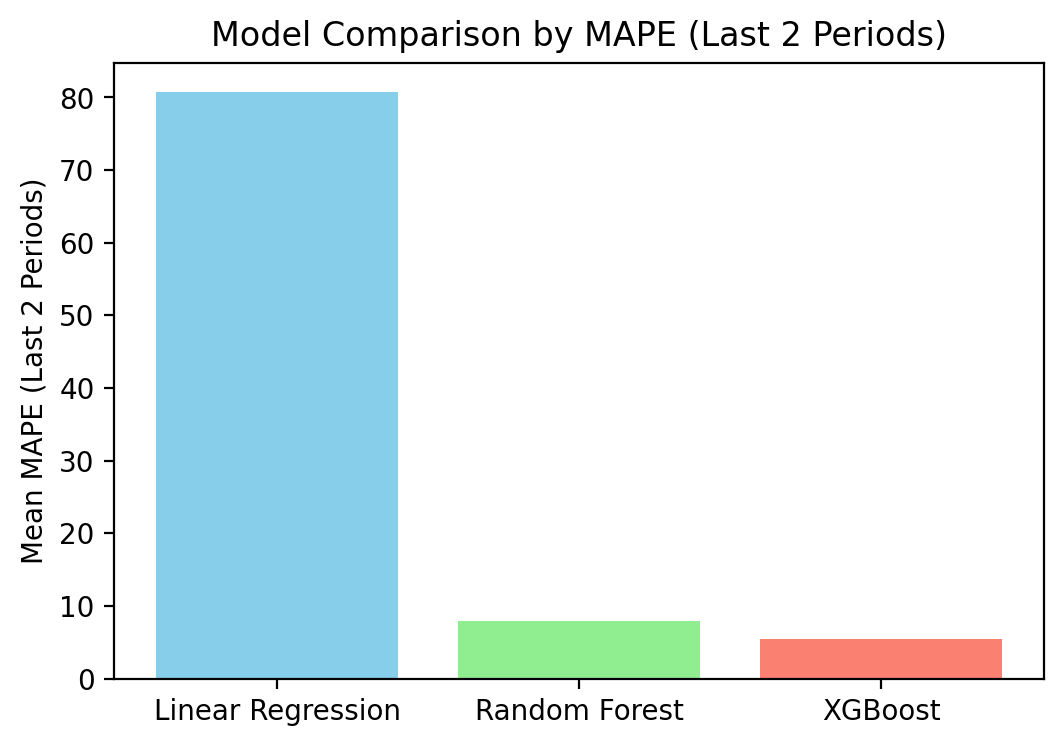 Model Comparison by MAPE (Last 2 Periods)
Mean MAPE (Last 2 Periods)
80
70
60
50
40
30
20
10
0
Linear Regression
Random Forest
XGBoost